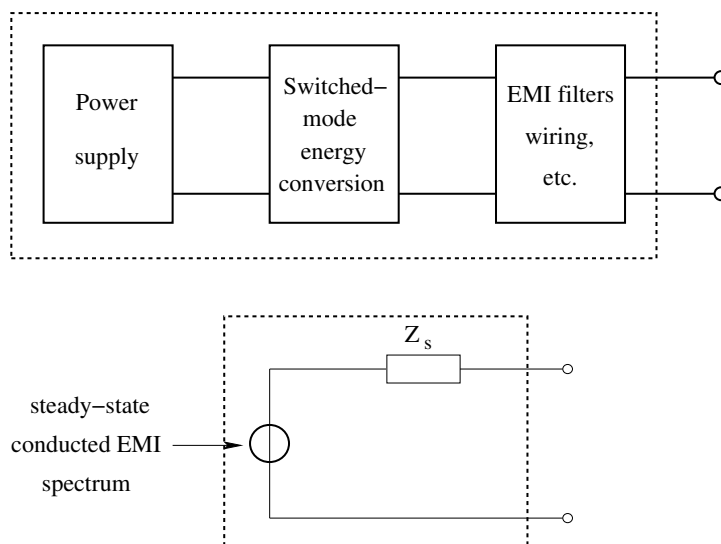 Power
supply
Switched−
mode
energy
conversion
EMI filters
wiring,
etc.
Z s
steady−state
conducted EMI
spectrum